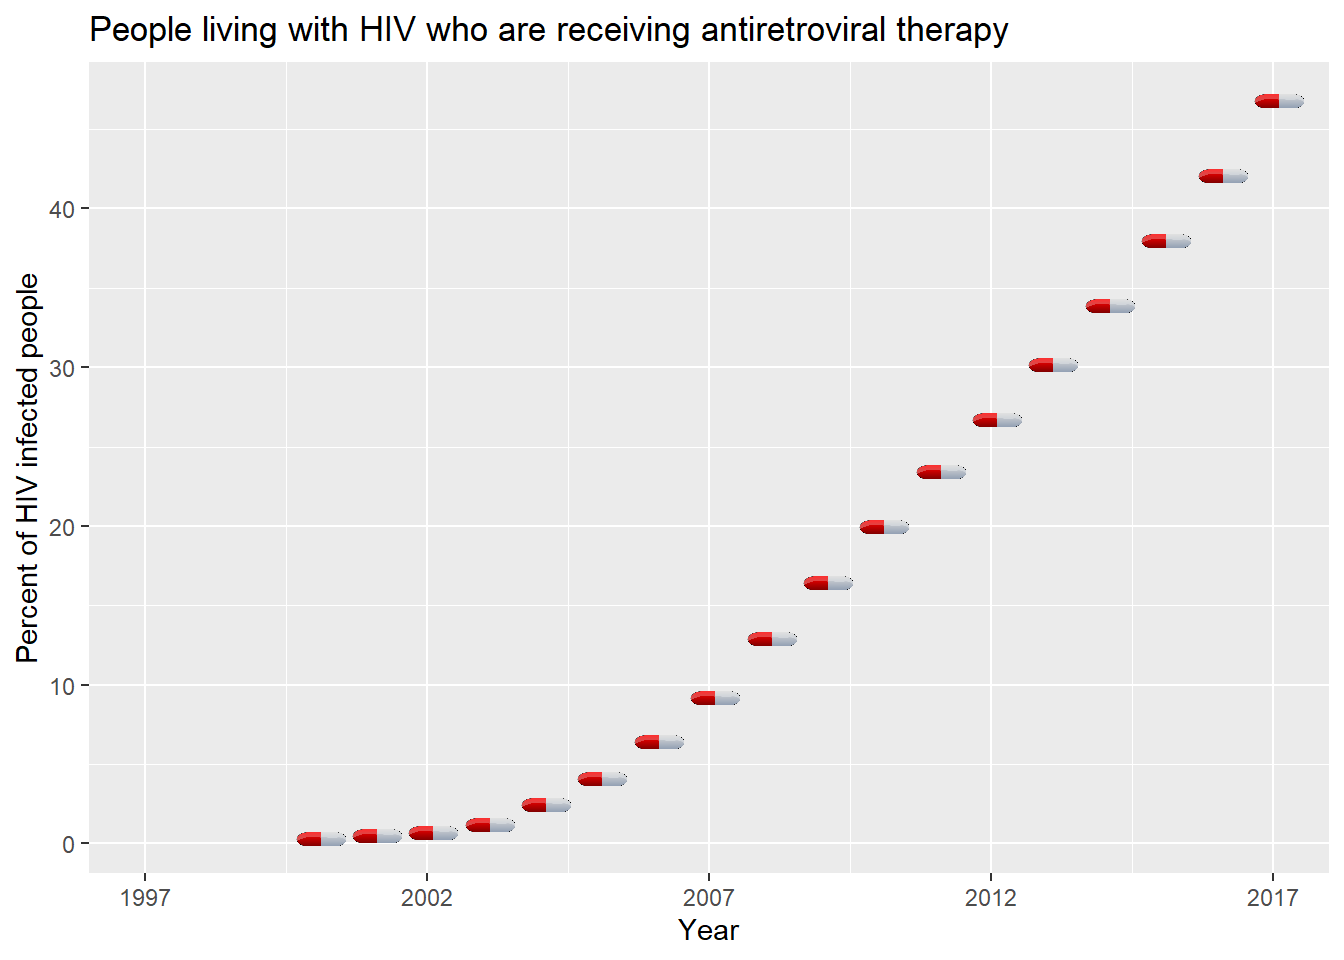 People living with HIV who are receiving antiretroviral therapy
Percent of HIV infected people
40
30
20
10
0
1997 2002 2007 2012 2017
Year